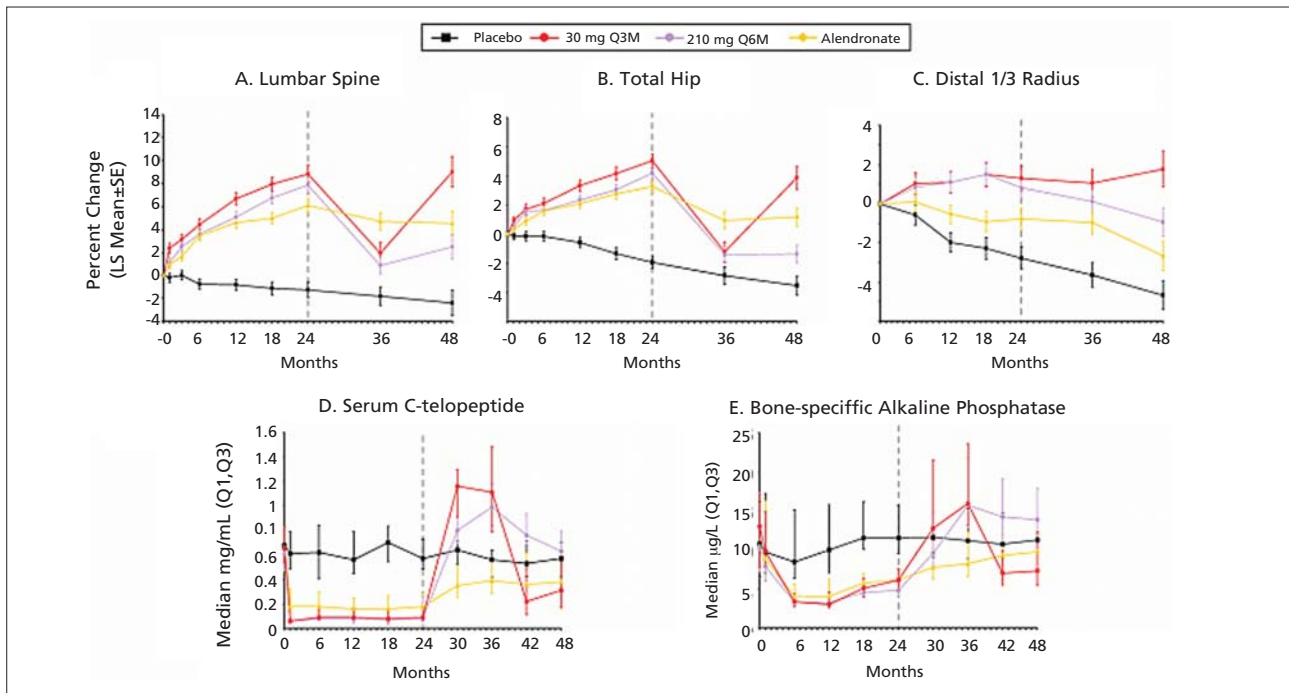 Placebo 30 mg Q3M 210 mg Q6M Alendronate
A. Lumbar Spine
Percent Change
(LS Mean±SE)
14
12
10
8
6
4
2
0
-2
-4
-0 6 12 18 24 36 48
Months
B. Total Hip
8
6
4
2
0
-2
-4
-0 6 12 18 24 36 48
Months
C. Distal 1/3 Radius
4
2
0
-2
-4
0 6 12 18 24 36 48
Months
D. Serum C-telopeptide
Median mg/mL (Q1,Q3)
1.6
1.4
1.2
1
0.1
0.6
0.4
0.2
0
0 6 12 18 24 30 36 42 48
Months
E. Bone-speciffic Alkaline Phosphatase
Median µg/L (Q1,Q3)
25
20
15
10
5
0
0 6 12 18 24 30 36 42 48
Months